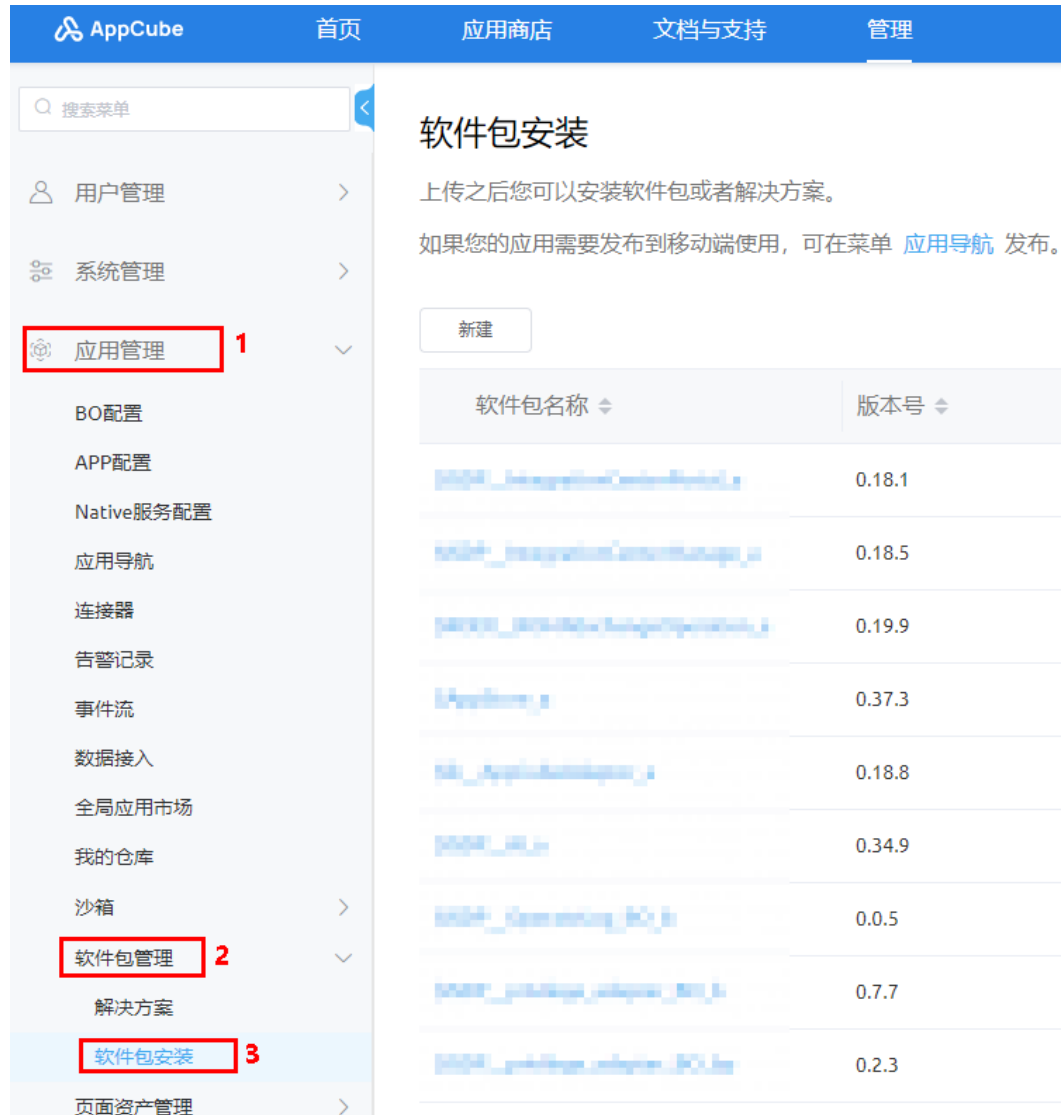 AppCube 首页 应用商店 文档与支持 管理
搜索菜单
用户管理
系统管理
应用管理 1
BO配置
APP配置
Native服务配置
应用导航
连接器
告警记录
事件流
数据接入
全局应用市场
我的仓库
沙箱
软件包管理 2
解决方案
软件包安装 3
页面资产管理
软件包安装
上传之后您可以安装软件包或者解决方案。
如果您的应用需要发布到移动端使用，可在菜单 应用导航 发布。
新建
软件包名称 版本号
0.18.1
0.18.5
0.19.9
0.37.3
0.18.8
0.34.9
0.0.5
0.7.7
0.2.3